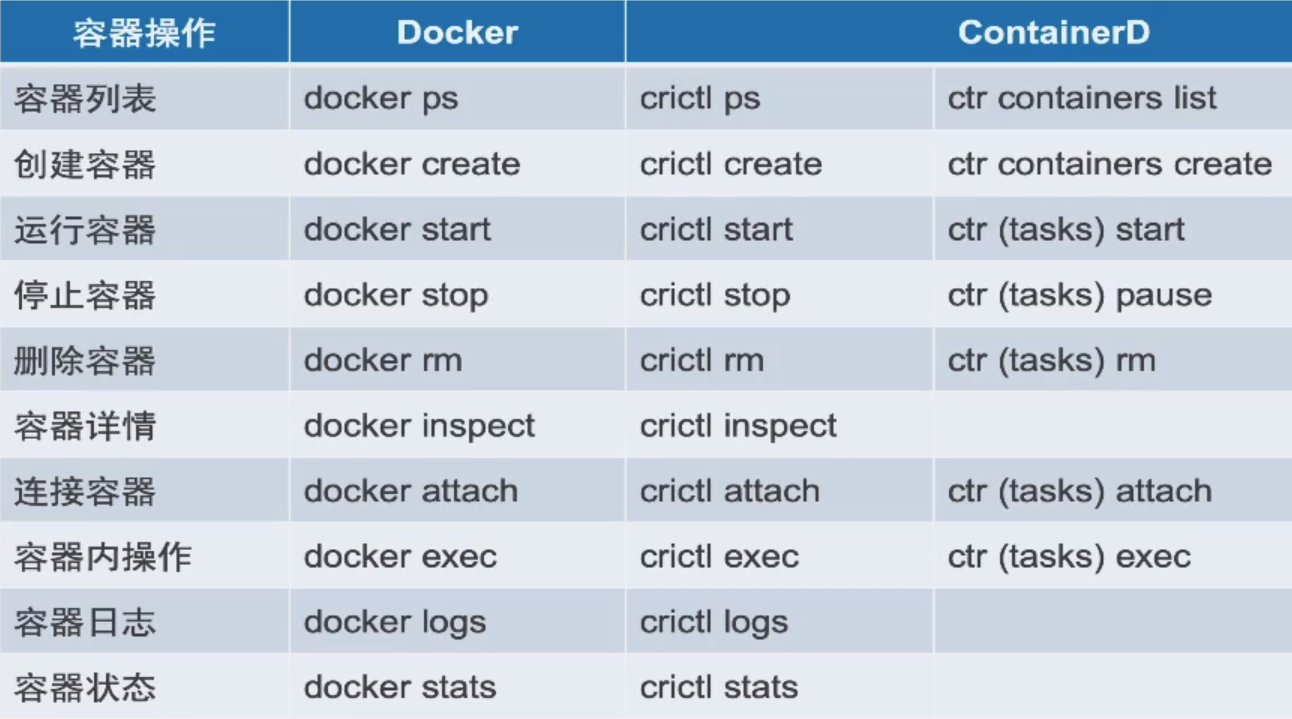 容器操作 Docker ContainerD
容器列表 docker ps crictl ps ctr containers list
创建容器 docker create crictl create ctr containers create
运行容器 docker start crictl start ctr (tasks) start
停止容器 docker stop crictl stop ctr (tasks) pause
删除容器 docker rm crictl rm ctr (tasks) rm
容器详情 docker inspect crictl inspect
连接容器 docker attach crictl attach ctr (tasks) attach
容器内操作 docker exec crictl exec ctr (tasks) exec
容器日志 docker logs crictl logs
容器状态 docker stats crictl stats